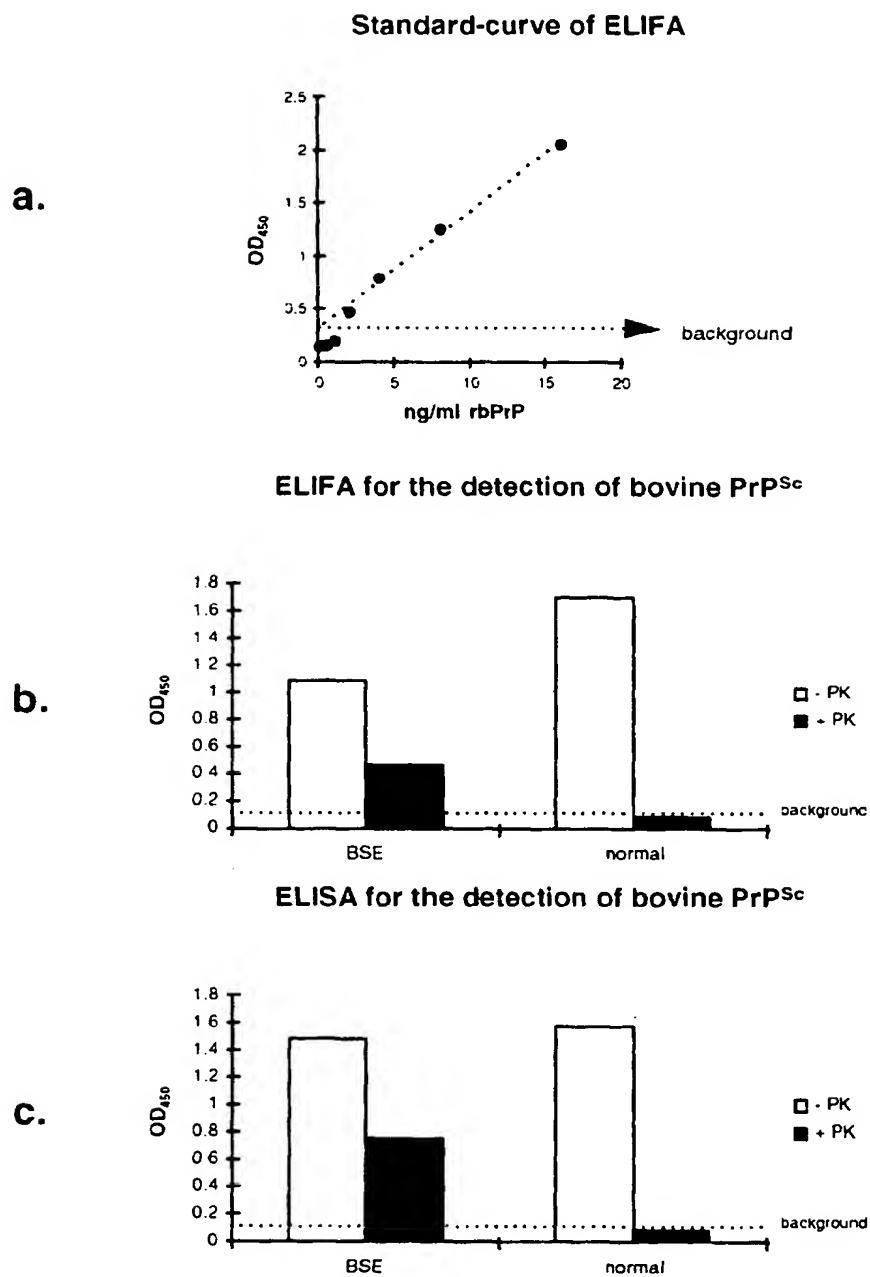 Standard-curve of ELIFA
a.
OD450
2.5
2
1.5
1
0.5
0
0 5 10 15 20
background
ng/ml rbPrP
ELIFA for the detection of bovine PrPSc
b.
OD450
1.8
1.6
1 4
1.2
1
0.8
0 6
0 4
0 2
0
- PK
+ PK
background
BSE normal
ELISA for the detection of bovine PrPSc
c.
OD450
1.8
1 6
1.4
1.2
1
0.8
0 6
0 4
0.2
0
- PK
+ PK
background
BSE normal